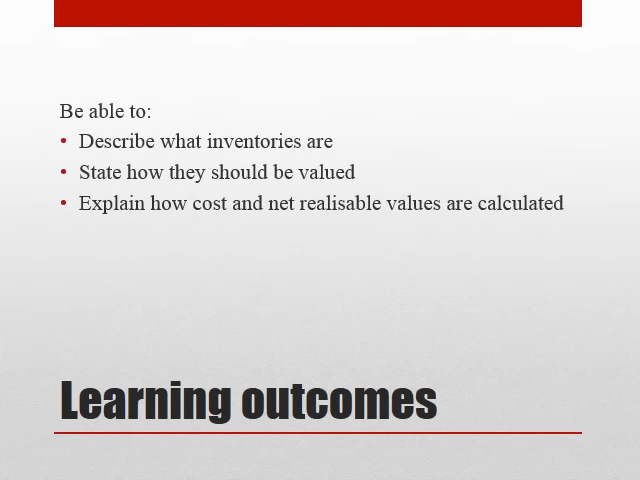 Be able to:
• Describe what inventories are
• State how they should be valued
• Explain how cost and net realisable values are calculated
Learning outcomes